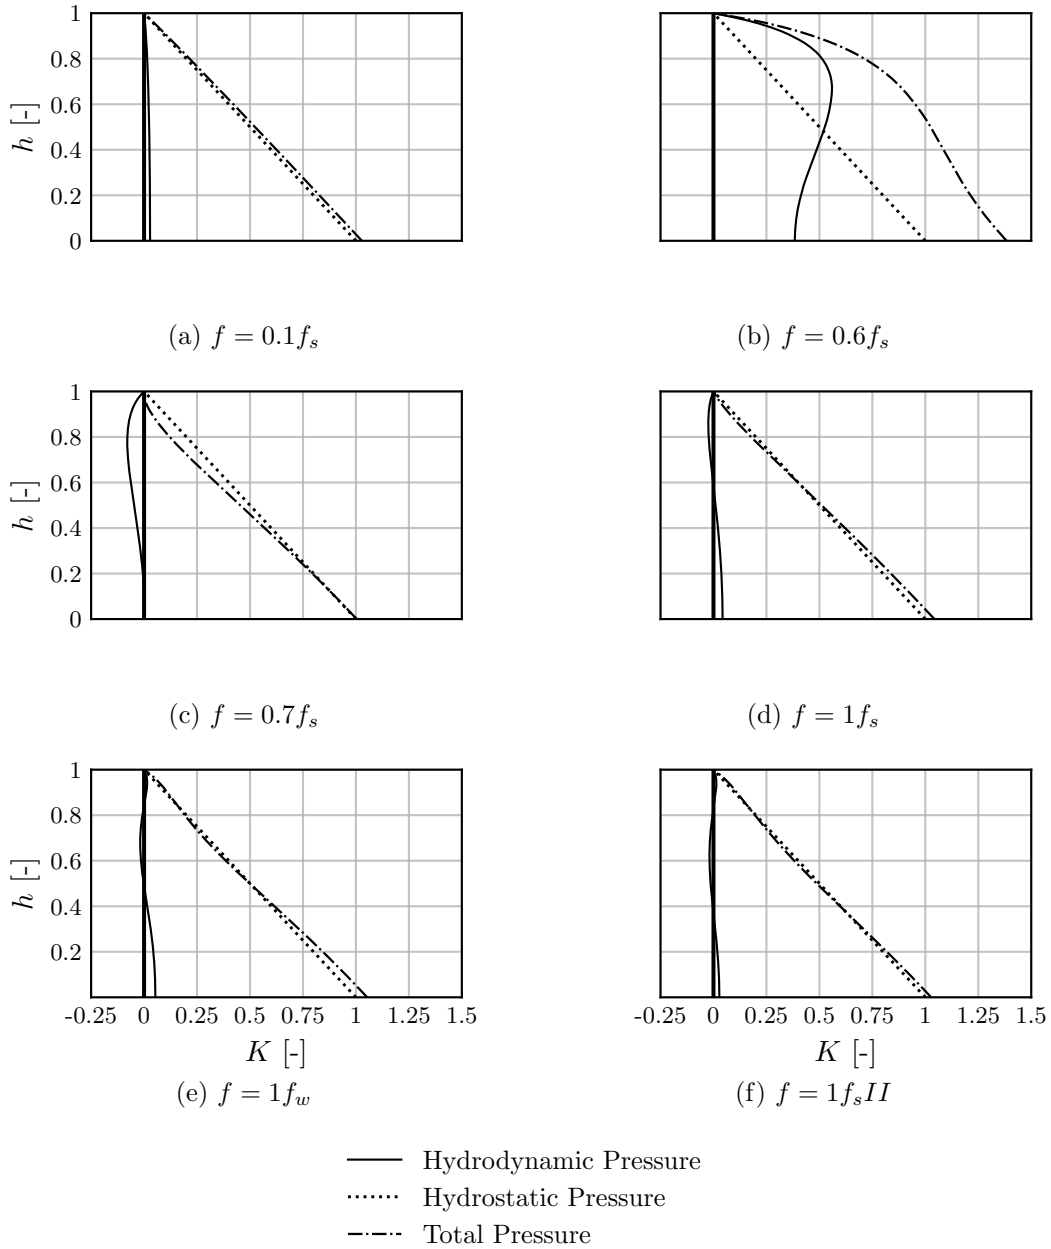 1
0.8
0.6
0.4
0.2
0
h [-]
(a) f = 0.1f_s
1
0.8
0.6
0.4
0.2
0
h [-]
(b) f = 0.6f_s
(c) f = 0.7f_s
(d) f = 1f_s
1
0.8
0.6
0.4
0.2
h [-]
-0.25 0 0.25 0.5 0.75 1 1.25 1.5
K [-]
(e) f = 1f_w
-0.25 0 0.25 0.5 0.75 1 1.25 1.5
K [-]
(f) f = 1f_sII
Hydrodynamic Pressure
Hydrostatic Pressure
Total Pressure